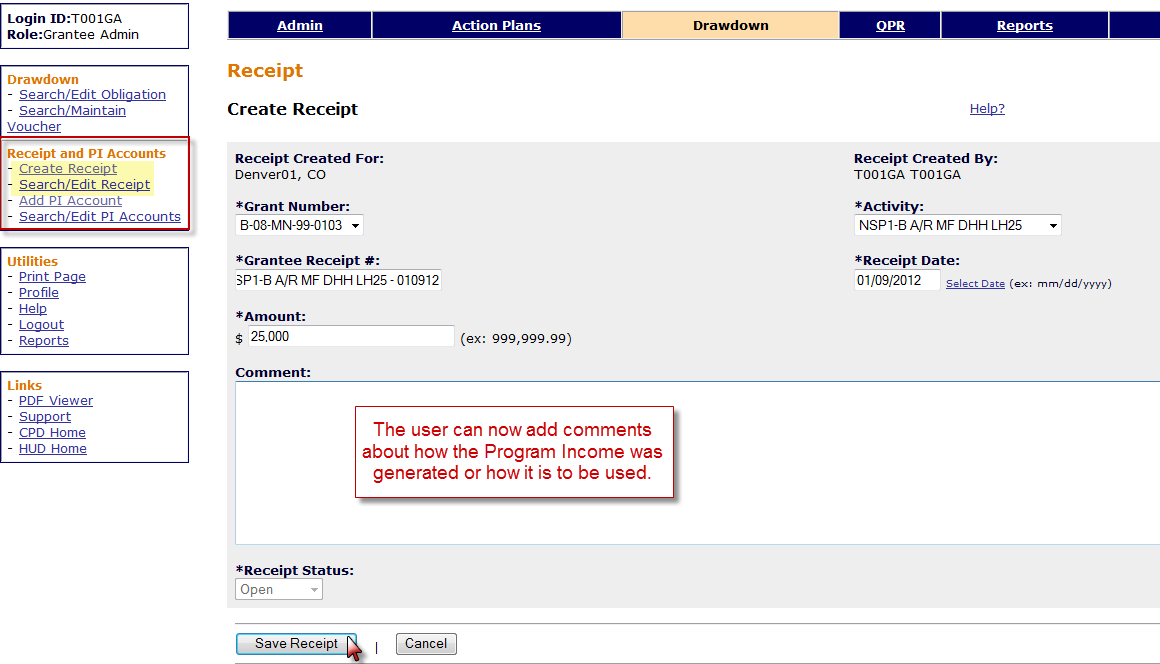 Login ID:T001GA
Role:Grantee Admin
Admin
Action Plans
Drawdown
QPR
Reports
Drawdown
- Search/Edit Obligation
- Search/Maintain
Voucher
Receipt and PI Accounts
- Create Receipt
- Search/Edit Receipt
- Add PI Account
- Search/Edit PI Accounts
Utilities
- Print Page
- Profile
- Help
- Logout
- Reports
Links
- PDF Viewer
- Support
- CPD Home
- HUD Home
Receipt
Create Receipt
Help?
Receipt Created For:
Denver01, CO
Receipt Created By:
T001GA T001GA
*Grant Number:
B-08-MN-99-0103
*Activity:
NSP1-B A/R MF DHH LH25
*Grantee Receipt #:
SP1-B A/R MF DHH LH25 - 010912
*Receipt Date:
01/09/2012 Select Date (ex: mm/dd/yyyy)
*Amount:
$ 25,000 (ex: 999,999.99)
Comment:
The user can now add comments
about how the Program Income was
generated or how it is to be used.
*Receipt Status:
Open
Save Receipt | Cancel